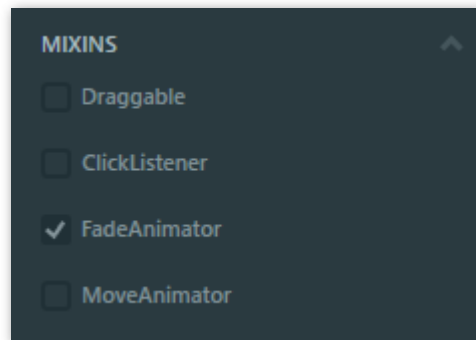 MIXINS
Draggable
ClickListener
FadeAnimator
MoveAnimator